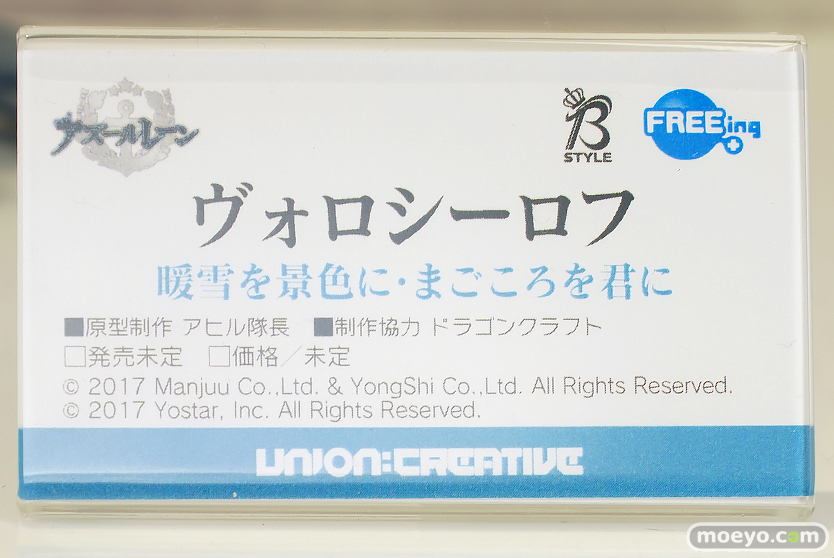 アズールレーン
B
STYLE
FREEing
ヴォロシーロフ
暖雪を景色に・まごころを君に
■原型制作 アヒル隊長 ■制作協力 ドラゴンクラフト
□発売未定 □価格／未定
© 2017 Manjuu Co.,Ltd. & YongShi Co.,Ltd. All Rights Reserved.
© 2017 Yostar, Inc. All Rights Reserved.
UNION:CREATIVE
moeyo.com